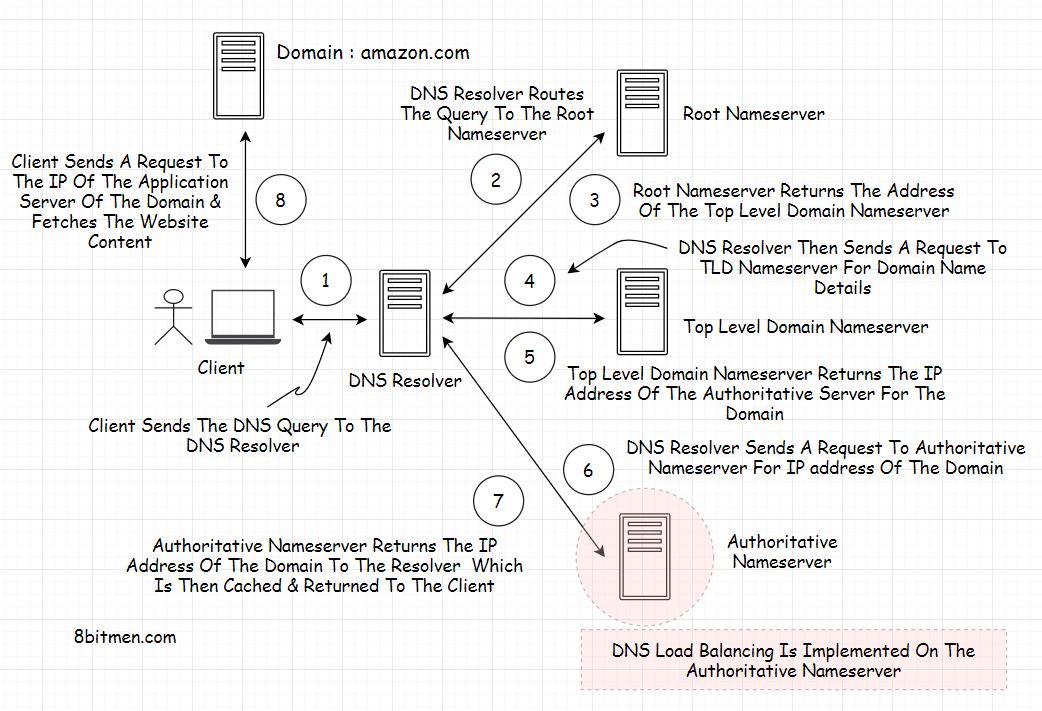 Domain : amazon.com
DNS Resolver Routes
The Query To The Root
Nameserver
Root Nameserver
Client Sends A Request To
The IP Of The Application
Server Of The Domain &
Fetches The Website
Content
8
2
3
Root Nameserver Returns The Address
Of The Top Level Domain Nameserver
1
4
DNS Resolver Then Sends A Request To
TLD Nameserver For Domain Name
Details
Top Level Domain Nameserver
Client
DNS Resolver
5
Top Level Domain Nameserver Returns The IP
Address Of The Authoritative Server For The
Domain
Client Sends The DNS Query To The
DNS Resolver
6
DNS Resolver Sends A Request To Authoritative
Nameserver For IP address Of The Domain
7
Authoritative Nameserver Returns The IP
Address Of The Domain To The Resolver Which
Is Then Cached & Returned To The Client
Authoritative
Nameserver
8bitmen.com
DNS Load Balancing Is Implemented On The
Authoritative Nameserver